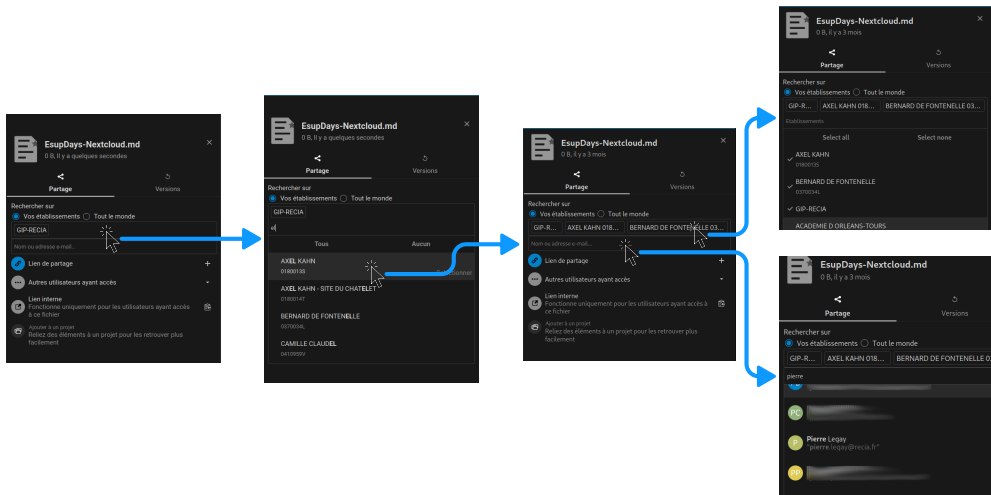 EsupDays-Nextcloud.md
0 B, Il y a quelques secondes
Partage
Versions
Rechercher sur
Vos établissements
Tout le monde
GIP-RECIA
Nom ou adresse e-mail...
Lien de partage
Autres utilisateurs ayant accès
Lien interne
Fonctionne uniquement pour les utilisateurs ayant accès
à ce fichier
Ajouter à un projet
Reliez des éléments à un projet pour les retrouver plus
facilement
EsupDays-Nextcloud.md
0 B, Il y a quelques secondes
Partage
Versions
Rechercher sur
Vos établissements
Tout le monde
GIP-RECIA
el
Tous
Aucun
AXEL KAHN
0180013S
AXEL KAHN - SITE DU CHATELET
0180014T
BERNARD DE FONTENELLE
0370034L
CAMILLE CLAUDEL
0410959V
EsupDays-Nextcloud.md
0 B, il y a 3 mois
Partage
Versions
Rechercher sur
Vos établissements
Tout le monde
GIP-R...
AXEL KAHN 018...
BERNARD DE FONTENELLE 03...
Nom ou adresse e-mail...
Lien de partage
Autres utilisateurs ayant accès
Lien interne
Fonctionne uniquement pour les utilisateurs ayant accès à
ce fichier
Ajouter à un projet
Reliez des éléments à un projet pour les retrouver plus
facilement
EsupDays-Nextcloud.md
0 B, il y a 3 mois
Partage
Versions
Rechercher sur
Vos établissements
Tout le monde
GIP-R...
AXEL KAHN 018...
BERNARD DE FONTENELLE 03...
Etablissements
Select all
Select none
AXEL KAHN
0180013S
BERNARD DE FONTENELLE
0370034L
GIP-RECIA
ACADEMIE D ORLEANS-TOURS
EsupDays-Nextcloud.md
0 B, il y a 3 mois
Partage
Versions
Rechercher sur
Vos établissements
Tout le monde
GIP-R...
AXEL KAHN 018...
BERNARD DE FONTENELLE 0
pierre
PC
P
Pierre Legay
"pierre.legay@recia.fr"
PP